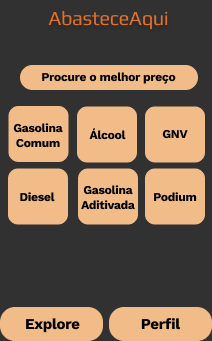 AbasteceAqui
Procure o melhor preço
Gasolina
Comum
Álcool
GNV
Diesel
Gasolina
Aditivada
Podium
Explore
Perfil